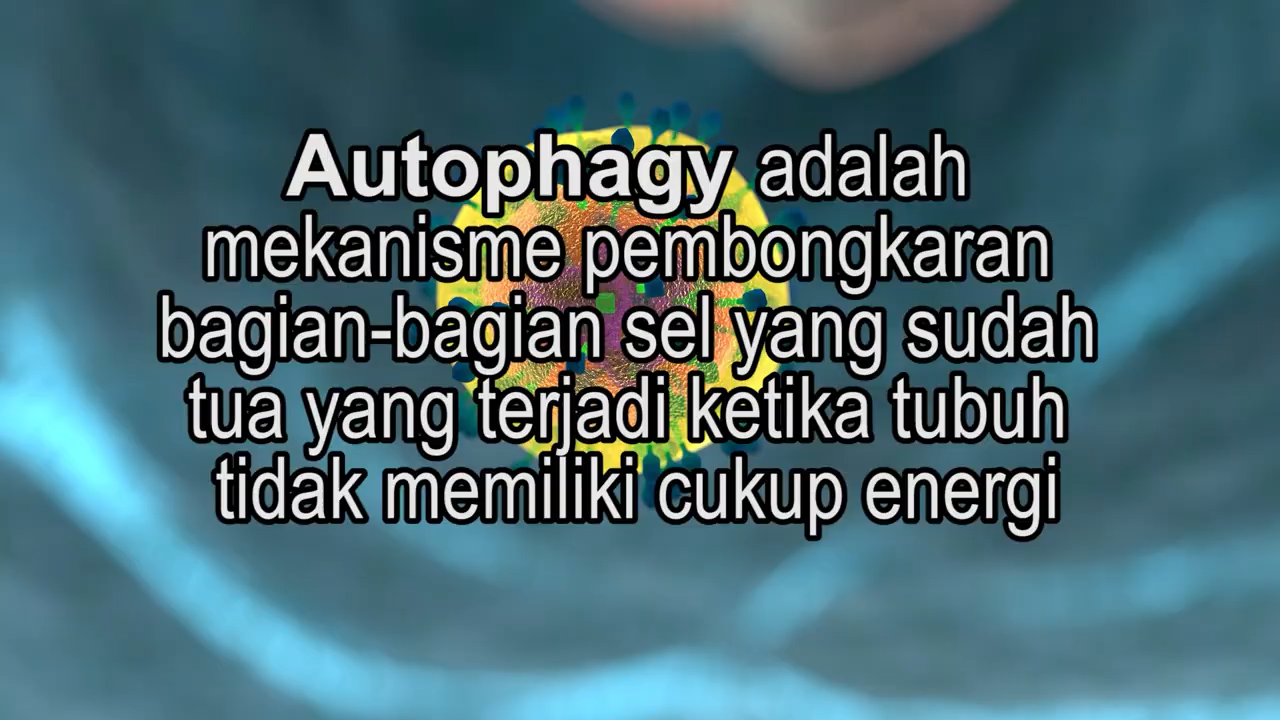 Autophagy adalah
mekanisme pembongkaran
bagian-bagian sel yang sudah
tua yang terjadi ketika tubuh
tidak memiliki cukup energi